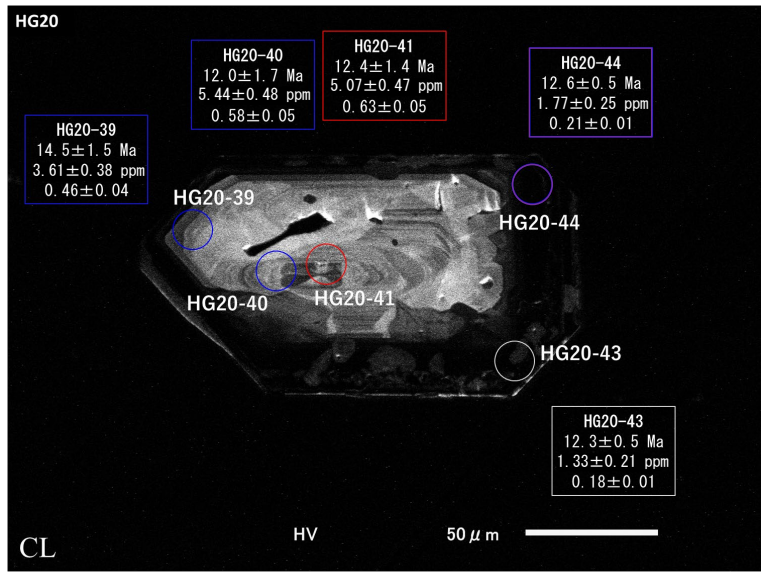 HG20
HG20-40
12.0±1.7 Ma
5.44±0.48 ppm
0.58±0.05
HG20-41
12.4±1.4 Ma
5.07±0.47 ppm
0.63±0.05
HG20-44
12.6±0.5 Ma
1.77±0.25 ppm
0.21±0.01
HG20-39
14.5±1.5 Ma
3.61±0.38 ppm
0.46±0.04
HG20-39
HG20-44
HG20-40
HG20-41
HG20-43
HG20-43
12.3±0.5 Ma
1.33±0.21 ppm
0.18±0.01
CL
HV
50μm